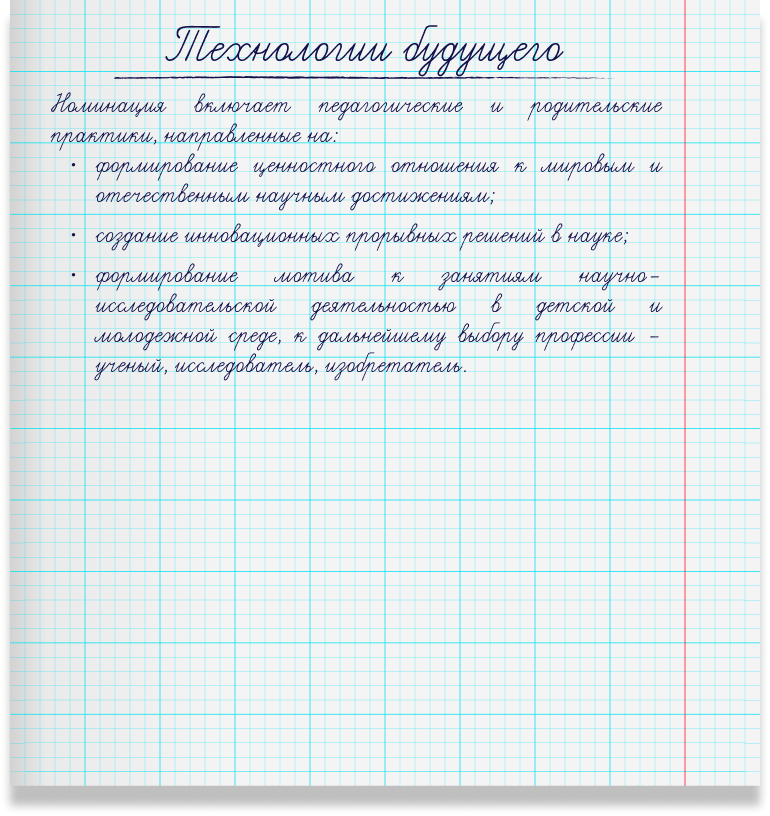 Технологии будущего
Номинация включает педагогические и родительские
практики, направленные на:
• формирование ценностного отношения к мировым и
отечественным научным достижениям;
• создание инновационных прорывных решений в науке;
• формирование мотива к занятиям научно-
исследовательской деятельностью в детской и
молодежной среде, к дальнейшему выбору профессии -
ученый, исследователь, изобретатель.